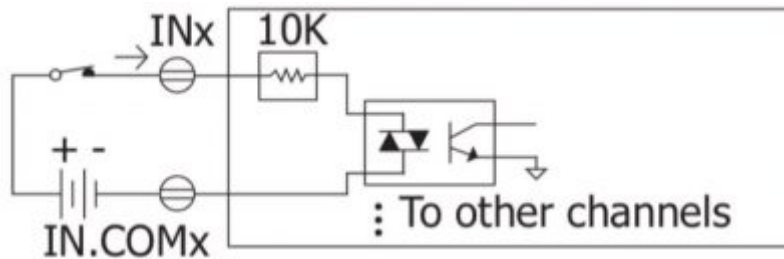 INx 10K
+ -
IN.COMx
To other channels